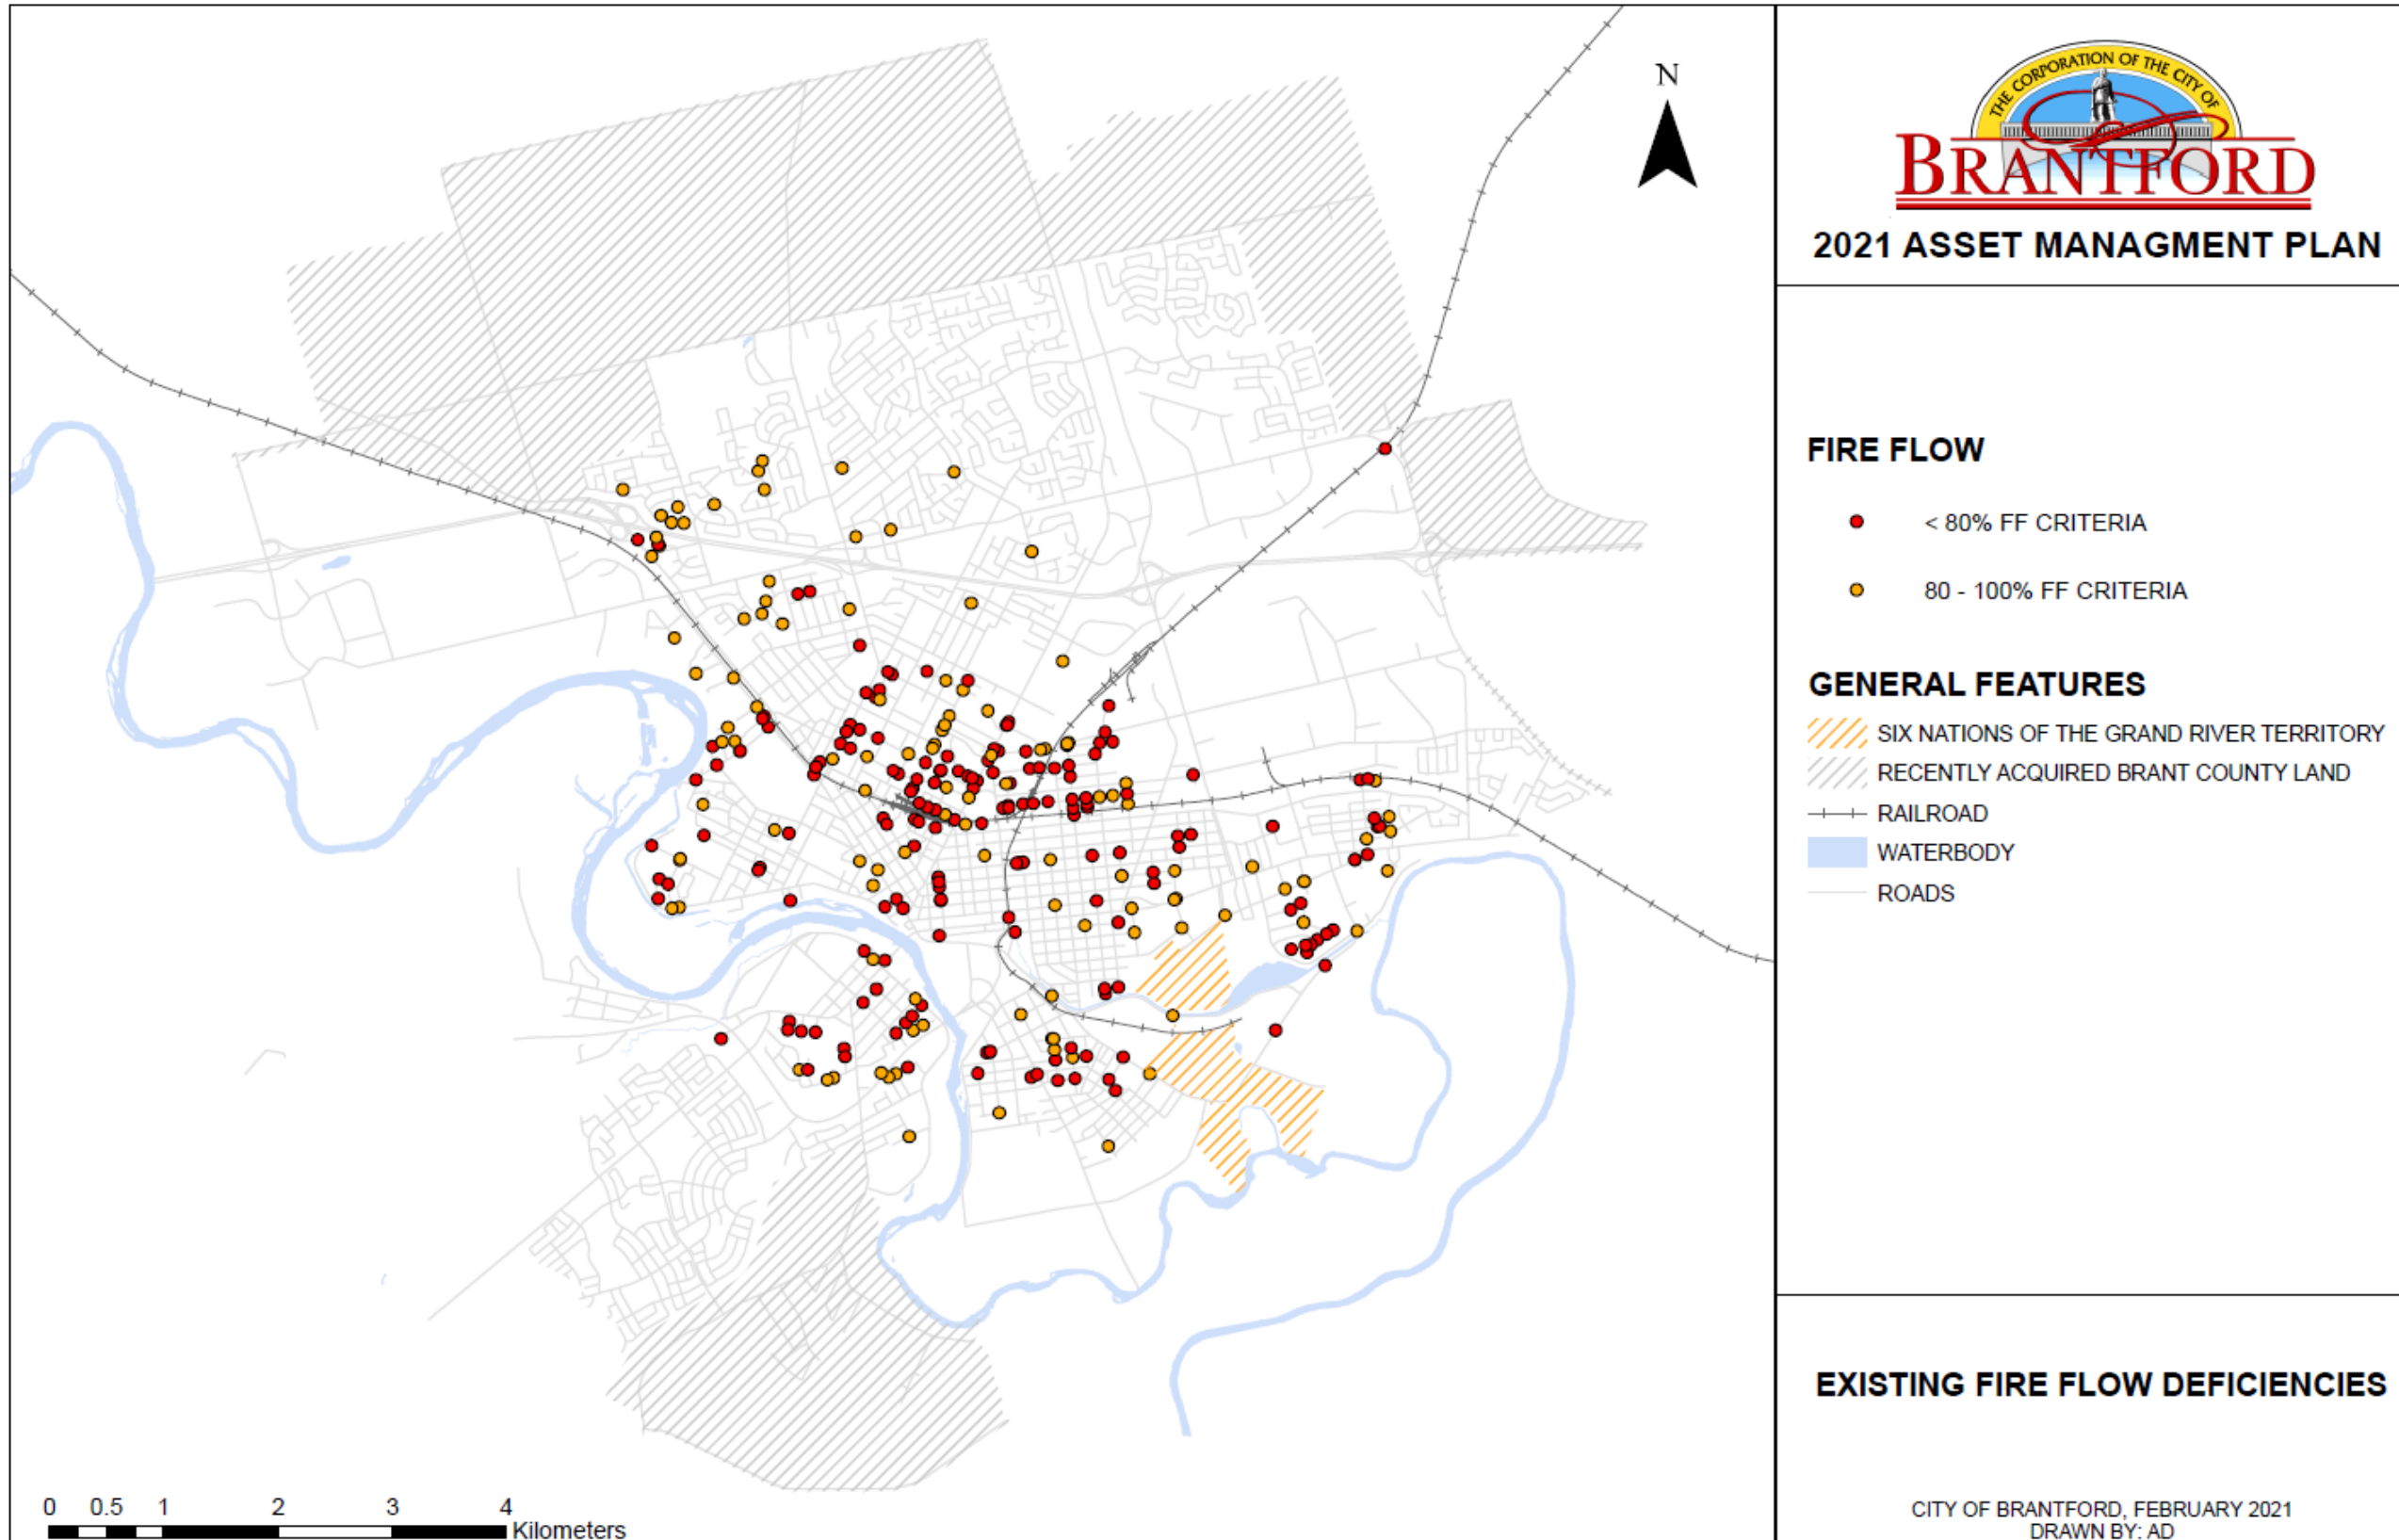 N
THE CORPORATION OF THE CITY OF
BRANTFORD
2021 ASSET MANAGMENT PLAN
FIRE FLOW
< 80% FF CRITERIA
80 - 100% FF CRITERIA
GENERAL FEATURES
SIX NATIONS OF THE GRAND RIVER TERRITORY
RECENTLY ACQUIRED BRANT COUNTY LAND
RAILROAD
WATERBODY
ROADS
EXISTING FIRE FLOW DEFICIENCIES
0 0.5 1 2 3 4
Kilometers
CITY OF BRANTFORD, FEBRUARY 2021
DRAWN BY: AD